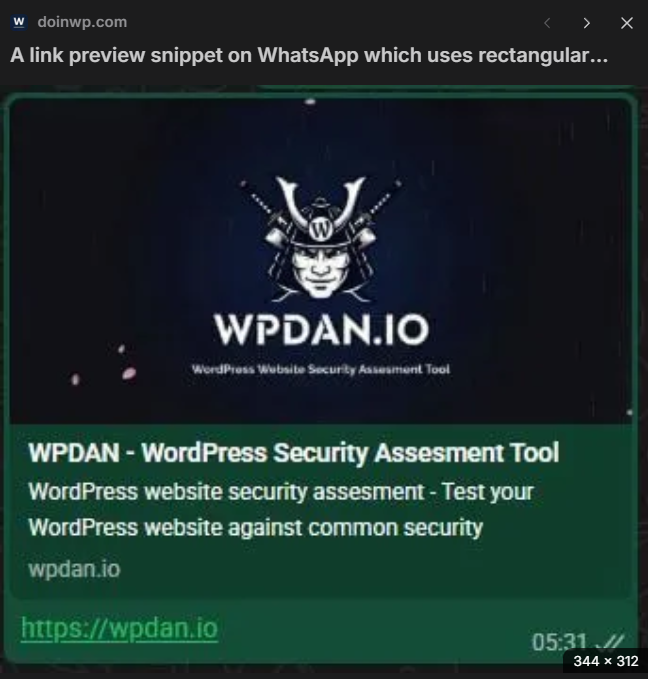 doinwp.com
A link preview snippet on WhatsApp which uses rectangular...
W
WPDAN.IO
WordPress Website Security Assesment Tool
WPDAN - WordPress Security Assesment Tool
WordPress website security assesment - Test your
WordPress website against common security
wpdan.io
https://wpdan.io
05:31
344 × 312